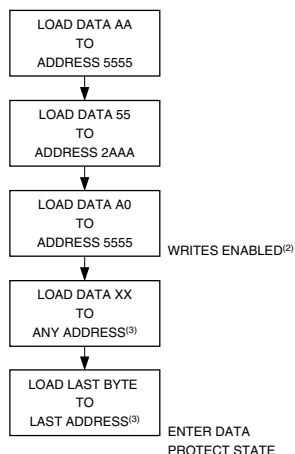 LOAD DATA AA
TO
ADDRESS 5555
LOAD DATA 55
TO
ADDRESS 2AAA
LOAD DATA A0
TO
ADDRESS 5555
WRITES ENABLED(2)
LOAD DATA XX
TO
ANY ADDRESS(3)
LOAD LAST BYTE
TO
LAST ADDRESS(3)
ENTER DATA
PROTECT STATE